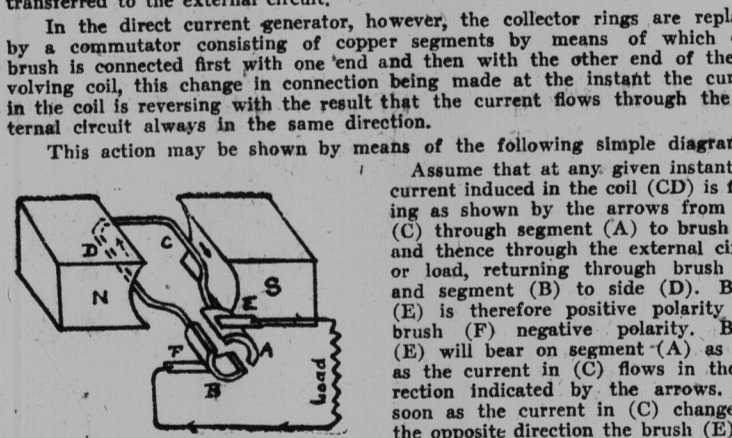 transferred to the external circuit.
In the direct current generator, however, the collector rings are
by a commutator consisting of copper segments by means of which
brush is connected first with one end and then with the other end of the
volving coil, this change in connection being made at the instant the
in the coil is reversing with the result that the current flows through the
ternal circuit always in the same direction.
This action may be shown by means of the following simple
Assume that at any given instant
current induced in the coil (CD) is
ing as shown by the arrows from
(C) through segment (A) to brush
and thence through the external
or load, returning through brush
and segment (B) to side (D).
(E) is therefore positive polarity
brush (F) negative polarity.
(E) will bear on segment (A) as
as the current in (C) flows in the
rection indicated by the arrows.
soon as the current in (C)
the opposite direction the brush (E)
D
C
N
S
E
F
A
B
Load